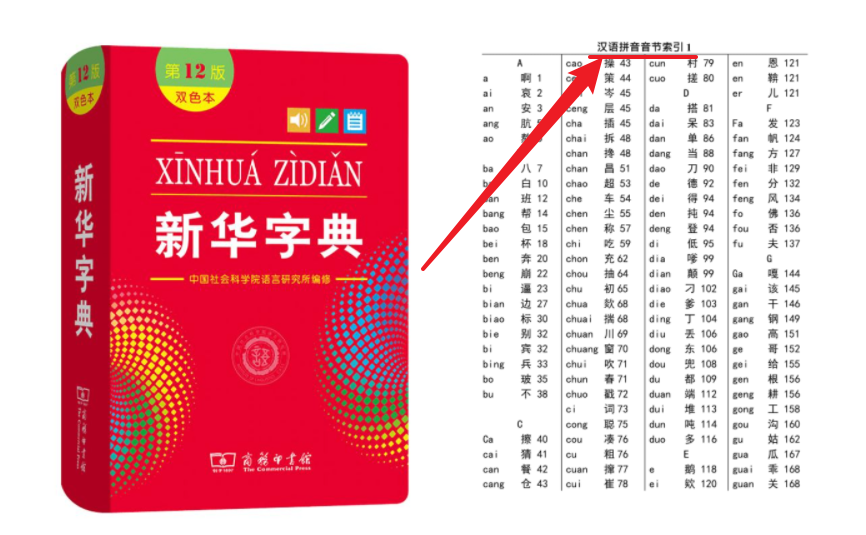 第12版
双色本
新华字典
商务印书馆
第12版
双色本
XĪNHUÁ ZÌDIǍN
新华字典
中国社会科学院语言研究所编修
商务印书馆
The Commercial Press
汉语拼音音节索引 1
A
a 啊 1
ai 哀 2
an 安 3
ang 肮
ao
ba 八 7
白 10
班 12
bang 帮 14
bao 包 15
bei 杯 18
ben 奔 20
beng 崩 22
bi 逼 23
bian 边 27
biao 标 30
bie 别 32
bi 宾 32
bing 兵 33
bo 玻 35
bu 不 38
C
Ca 擦 40
cai 猜 41
can 餐 42
cang 仓 43
cao 操 43
策 44
岑 45
ceng 层 45
cha 插 45
chai 拆 48
chan 搀 48
chan 昌 51
chao 超 53
che 车 54
chen 尘 55
chen 称 57
chi 吃 59
chon 充 62
chou 抽 64
chu 初 65
chua 欻 68
chuai 揣 68
chuan 川 69
chuang 窗 70
chui 吹 71
chun 春 71
chuo 戳 72
ci 词 73
cong 聪 75
cou 凑 76
cu 粗 76
cuan 撺 77
cui 崔 78
cun 村 79
cuo 搓 80
D
da 搭 81
dai 呆 83
dan 单 86
dang 当 88
dao 刀 90
de 德 92
dei 得 94
den 扽 94
deng 登 94
di 低 95
dia 嗲 99
dian 颠 99
diao 刁 102
die 爹 103
ding 丁 104
diu 丢 106
dong 东 106
dou 兜 108
du 都 109
duan 端 112
dui 堆 113
dun 吨 114
duo 多 116
E
e 鹅 118
ei 欸 120
en 恩 121
en 鞥 121
er 儿 121
F
Fa 发 123
fan 帆 124
fang 方 127
fei 非 129
fen 分 132
feng 风 134
fo 佛 136
fou 否 136
fu 夫 137
G
Ga 嘎 144
gai 该 145
gan 干 146
gang 钢 149
gao 高 151
ge 哥 152
gei 给 155
gen 根 156
geng 耕 156
gong 工 158
gou 沟 160
gu 姑 162
gua 瓜 167
guai 乖 168
guan 关 168